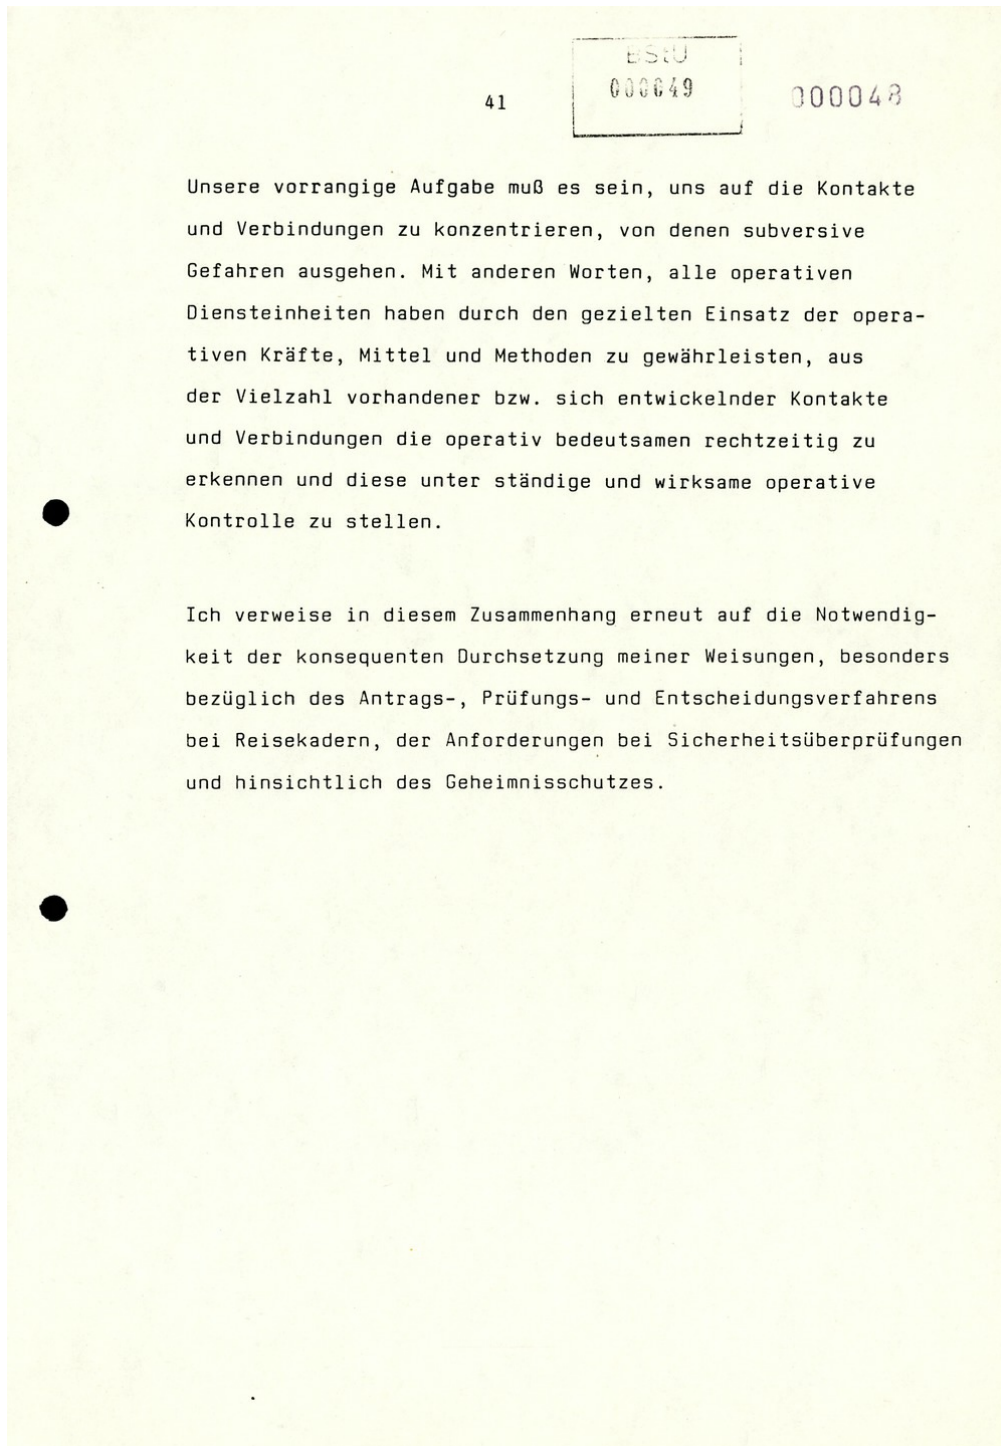 BStU
000049
41
000048
Unsere vorrangige Aufgabe muß es sein, uns auf die Kontakte
und Verbindungen zu konzentrieren, von denen subversive
Gefahren ausgehen. Mit anderen Worten, alle operativen
Diensteinheiten haben durch den gezielten Einsatz der opera-
tiven Kräfte, Mittel und Methoden zu gewährleisten, aus
der Vielzahl vorhandener bzw. sich entwickelnder Kontakte
und Verbindungen die operativ bedeutsamen rechtzeitig zu
erkennen und diese unter ständige und wirksame operative
Kontrolle zu stellen.
Ich verweise in diesem Zusammenhang erneut auf die Notwendig-
keit der konsequenten Durchsetzung meiner Weisungen, besonders
bezüglich des Antrags-, Prüfungs- und Entscheidungsverfahrens
bei Reisekadern, der Anforderungen bei Sicherheitsüberprüfungen
und hinsichtlich des Geheimnisschutzes.